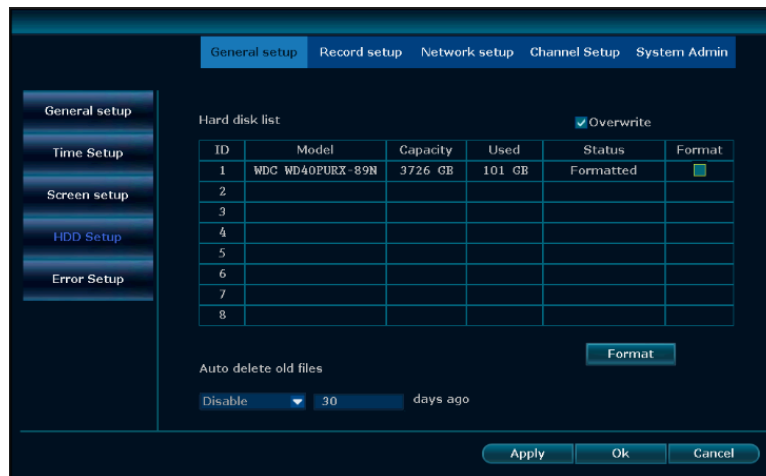 General setup Record setup Network setup Channel Setup System Admin
General setup
Time Setup
Screen setup
HDD Setup
Error Setup
Hard disk list Overwrite
ID Model Capacity Used Status Format
1 WDC WD40PURX-89N 3726 GB 101 GB Formatted
2
3
4
5
6
7
8
Format
Auto delete old files
Disable 30 days ago
Apply Ok Cancel